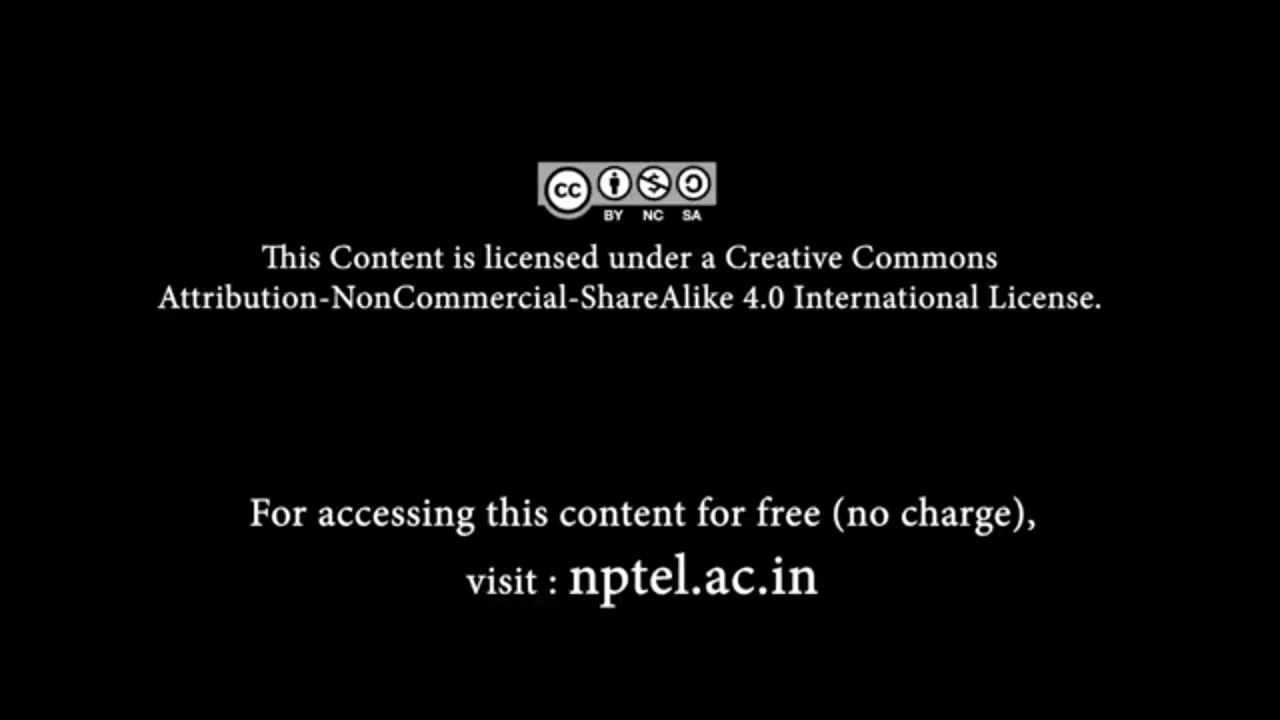 cc
BY NC SA
This Content is licensed under a Creative Commons
Attribution-NonCommercial-ShareAlike 4.0 International License.
For accessing this content for free (no charge),
visit : nptel.ac.in